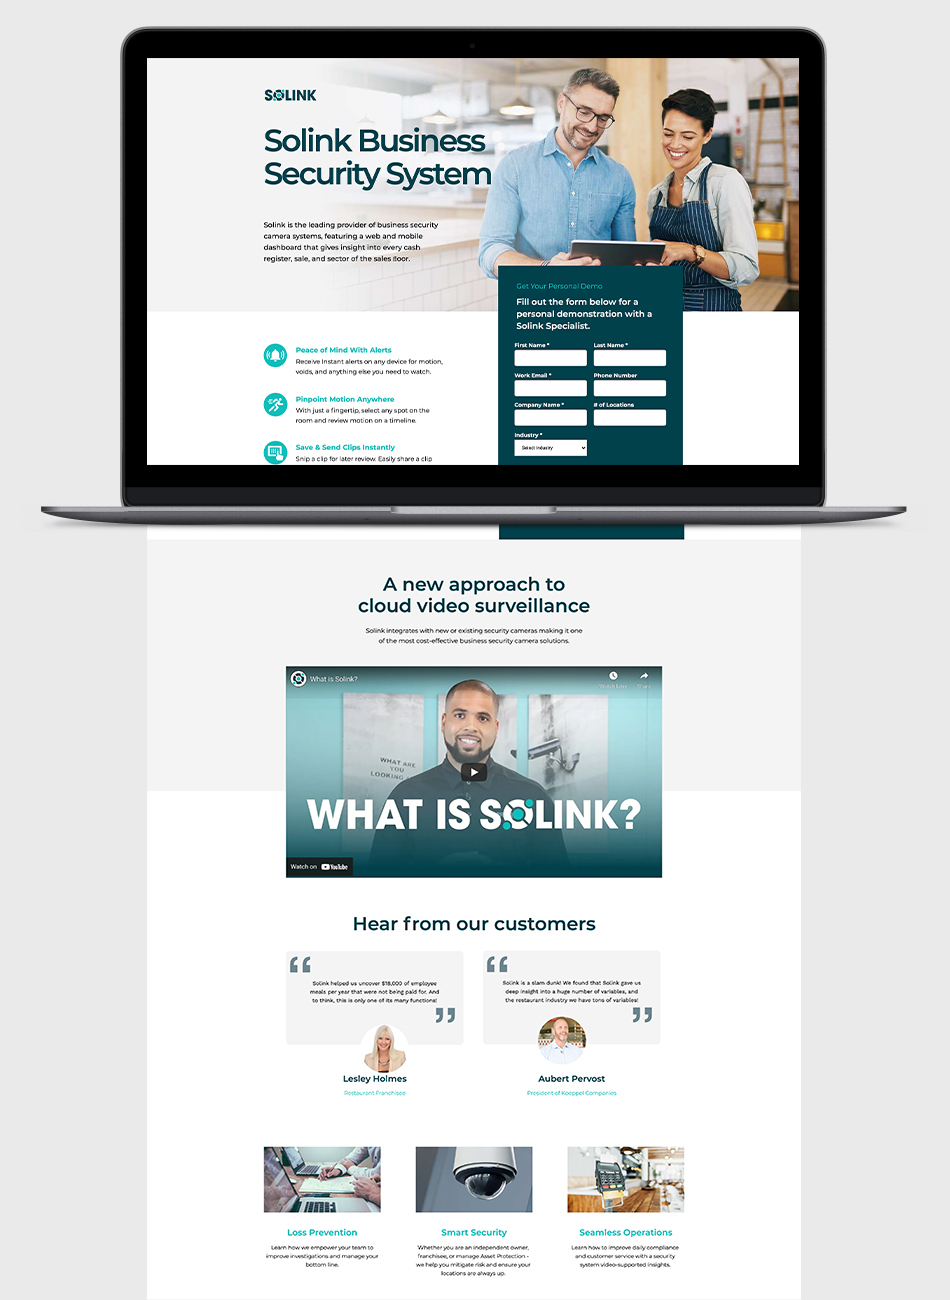 SOLINK
Solink Business
Security System
Solink is the leading provider of business security
camera systems, featuring a web and mobile
dashboard that gives insight into every cash
register, sale, and sector of the sales floor.
Get Your Personal Demo
Fill out the form below for a
personal demonstration with a
Solink Specialist.
First Name * Last Name *
Work Email * Phone Number
Company Name * # of Locations
Industry *
Select Industry
Peace of Mind With Alerts
Receive Instant alerts on any device for motion,
voids, and anything else you need to watch.
Pinpoint Motion Anywhere
With just a fingertip, select any spot on the
room and review motion on a timeline.
Save & Send Clips Instantly
Snip a clip for later review. Easily share a clip
A new approach to
cloud video surveillance
Solink integrates with new or existing security cameras making it one
of the most cost-effective business security camera solutions.
What is Solink?
Watch later Share
WHAT ARE
YOU
LOOKING
WHAT IS SOLINK?
Watch on YouTube
Hear from our customers
Solink helped us uncover $18,000 of employee
meals per year that were not being paid for. And
to think, this is only one of its many functions!
Lesley Holmes
Restaurant Franchisee
Solink is a slam dunk! We found that Solink gave us
deep insight into a huge number of variables, and
the restaurant industry we have tons of variables!
Aubert Pervost
President of Koeppel Companies
Loss Prevention
Learn how we empower your team to
improve investigations and manage your
bottom line.
Smart Security
Whether you are an independent owner,
franchisee, or manage Asset Protection -
we help you mitigate risk and ensure your
locations are always up.
Seamless Operations
Learn how to improve daily compliance
and customer service with a security
system video-supported insights.